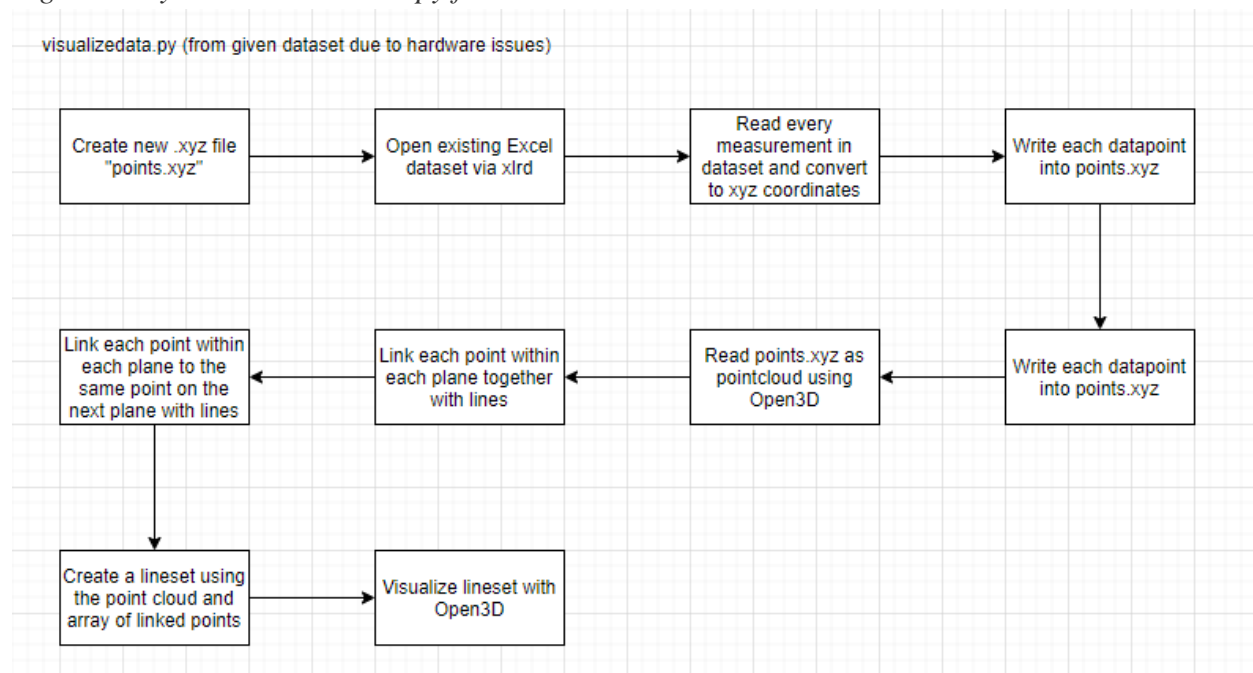 visualizedata.py (from given dataset due to hardware issues)
Create new .xyz file
"points.xyz"
Open existing Excel
dataset via xlrd
Read every
measurement in
dataset and convert
to xyz coordinates
Write each datapoint
into points.xyz
Write each datapoint
into points.xyz
Read points.xyz as
pointcloud using
Open3D
Link each point within
each plane together
with lines
Link each point within
each plane to the
same point on the
next plane with lines
Create a lineset using
the point cloud and
array of linked points
Visualize lineset with
Open3D